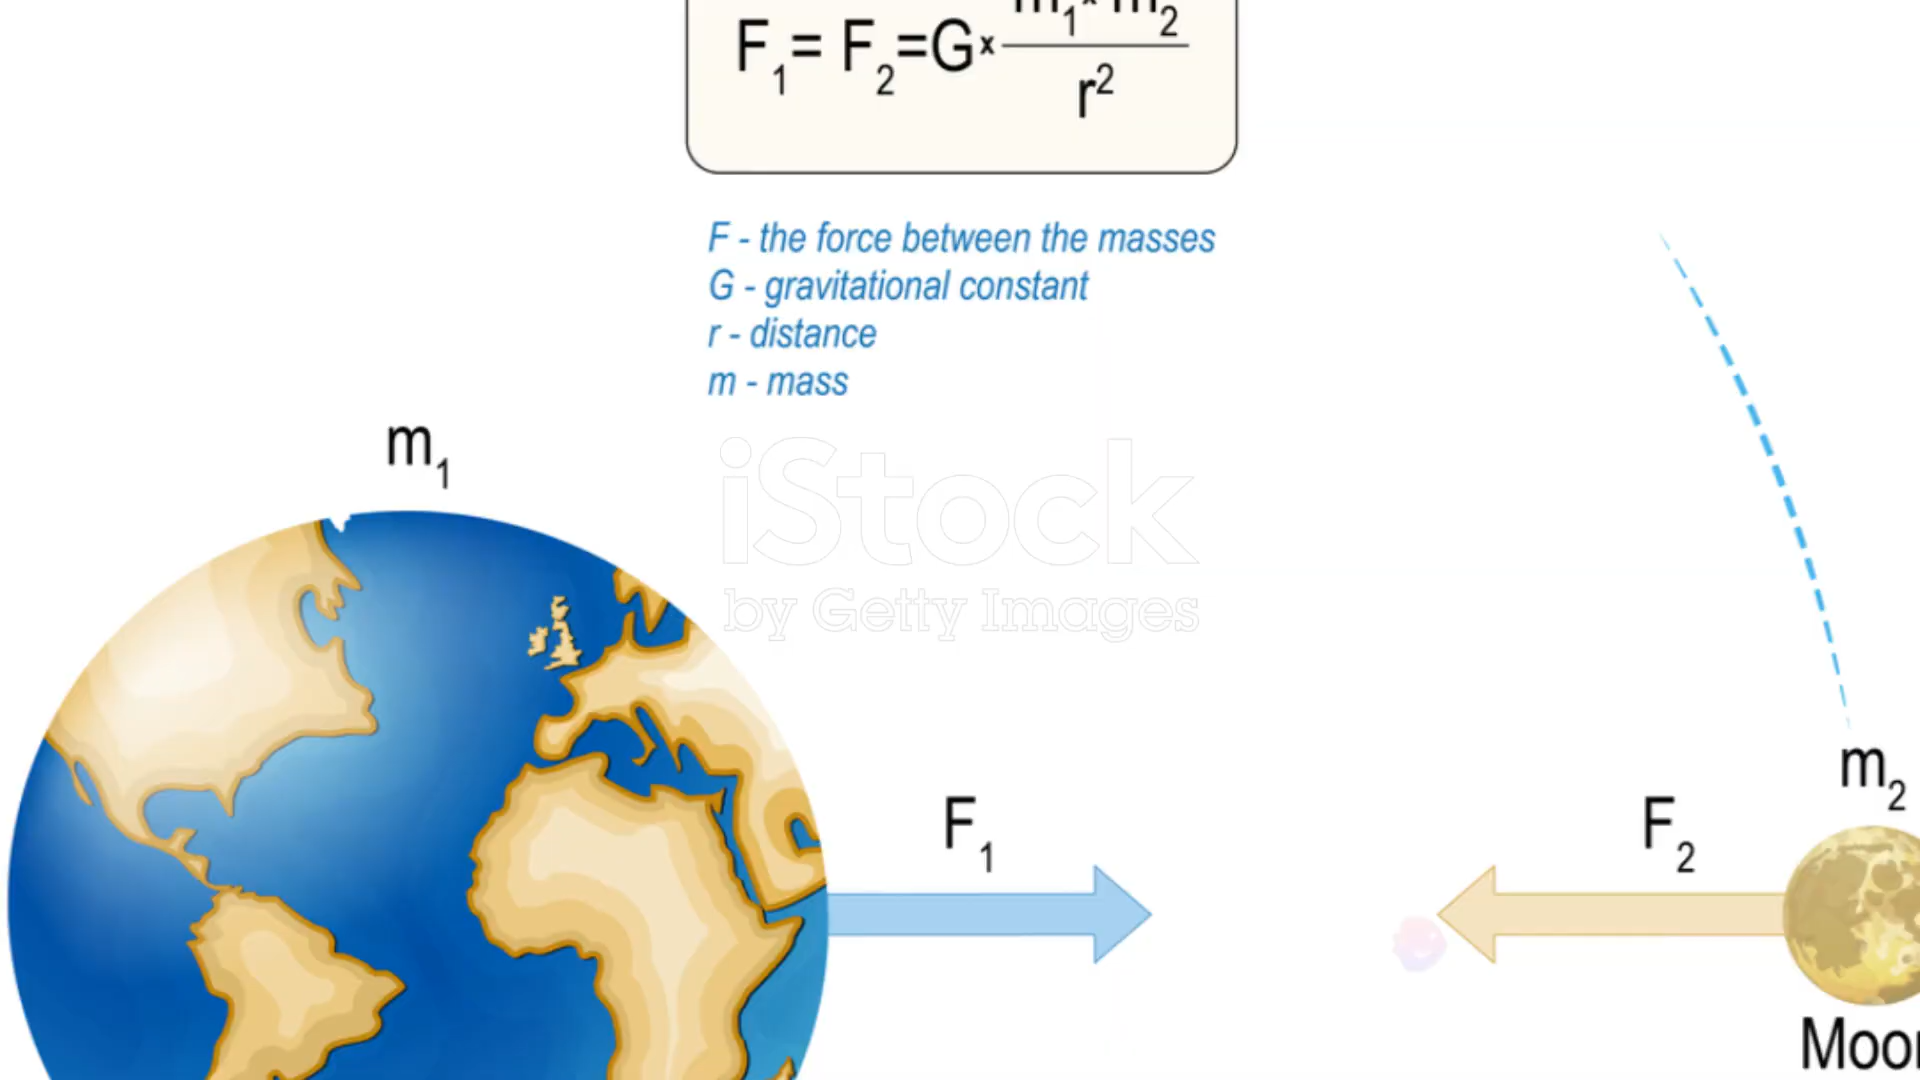 F₁= F₂=G × m₁ × m₂
r²
F - the force between the masses
G - gravitational constant
r - distance
m - mass
m₁
iStock
by Getty Images
m₂
F₁
F₂
Moon